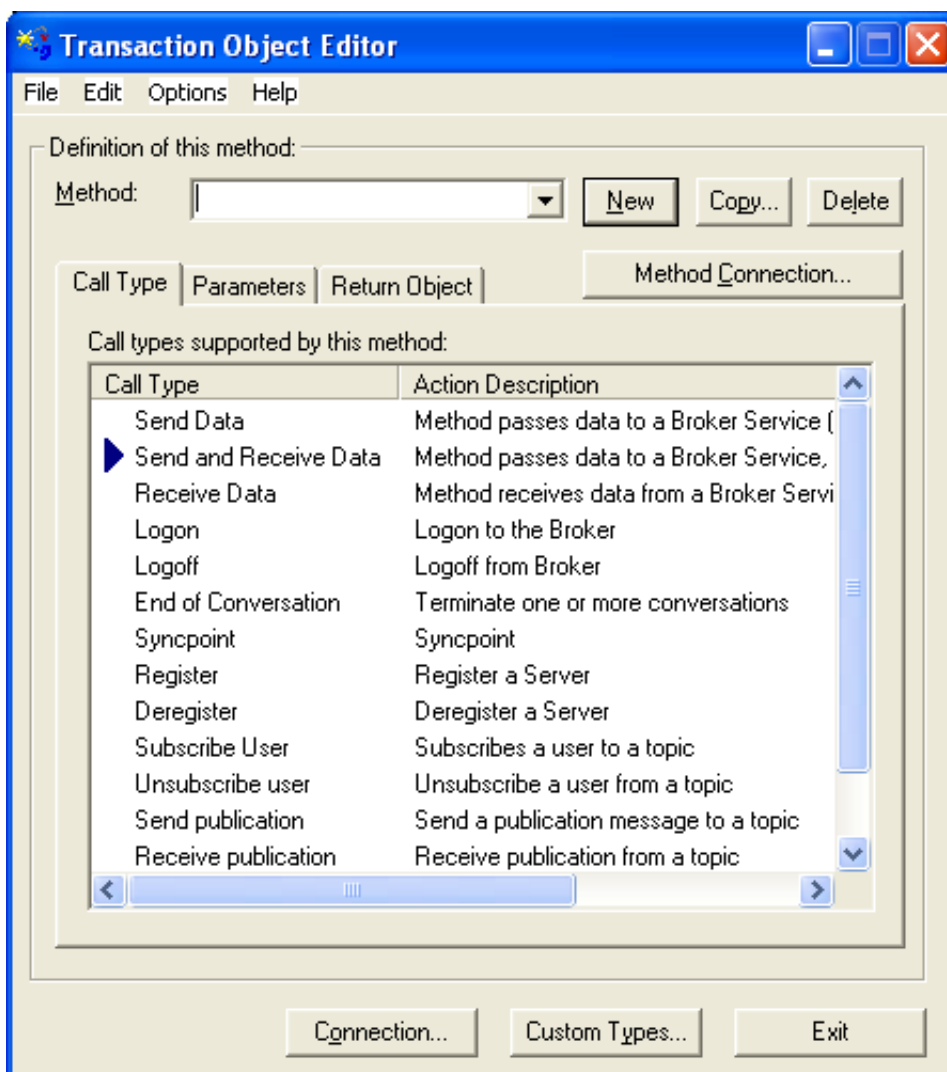 Transaction Object Editor
File Edit Options Help
Definition of this method:
Method: New Copy... Delete
Method Connection...
Call Type Parameters Return Object
Call types supported by this method:
Call Type Action Description
Send Data Method passes data to a Broker Service (
Send and Receive Data Method passes data to a Broker Service,
Receive Data Method receives data from a Broker Servi
Logon Logon to the Broker
Logoff Logoff from Broker
End of Conversation Terminate one or more conversations
Syncpoint Syncpoint
Register Register a Server
Deregister Deregister a Server
Subscribe User Subscribes a user to a topic
Unsubscribe user Unsubscribe a user from a topic
Send publication Send a publication message to a topic
Receive publication Receive publication from a topic
Connection... Custom Types... Exit